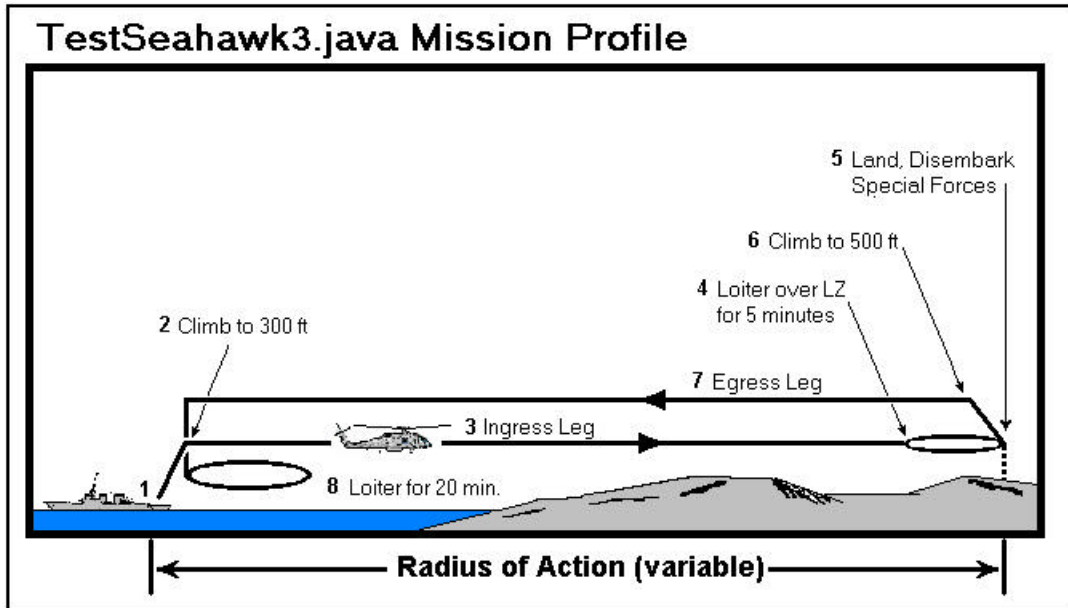 TestSeahawk3.java Mission Profile
5 Land, Disembark
Special Forces
6 Climb to 500 ft
4 Loiter over LZ
for 5 minutes
2 Climb to 300 ft
7 Egress Leg
3 Ingress Leg
1
8 Loiter for 20 min.
Radius of Action (variable)